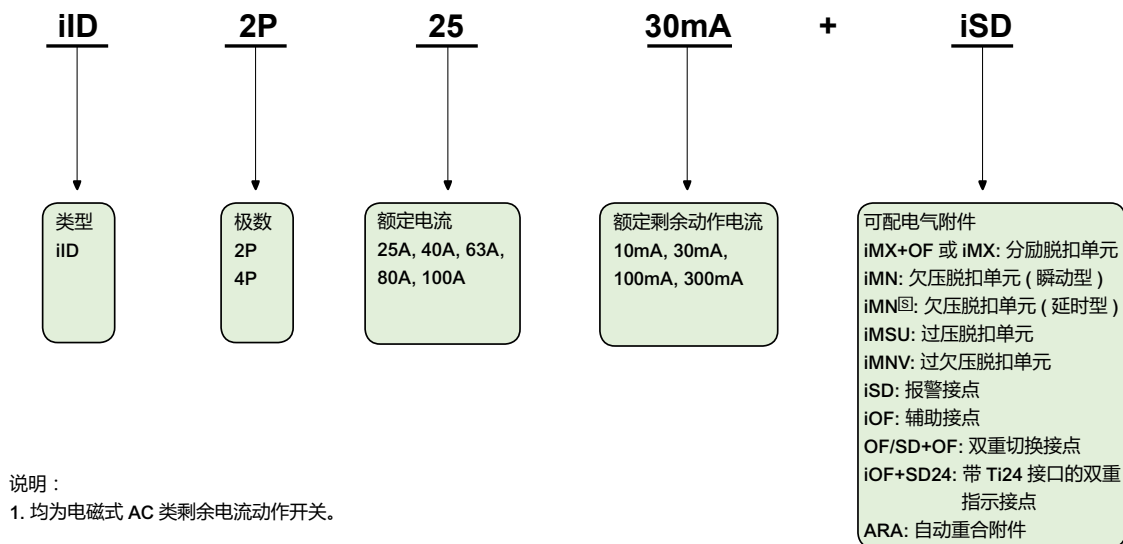 iID 2P 25 30mA + iSD
类型
iID
极数
2P
4P
额定电流
25A, 40A, 63A,
80A, 100A
额定剩余动作电流
10mA, 30mA,
100mA, 300mA
可配电气附件
iMX+OF 或 iMX: 分励脱扣单元
iMN: 欠压脱扣单元 ( 瞬动型 )
iMN🅂: 欠压脱扣单元 ( 延时型 )
iMSU: 过压脱扣单元
iMNV: 过欠压脱扣单元
iSD: 报警接点
iOF: 辅助接点
OF/SD+OF: 双重切换接点
iOF+SD24: 带 Ti24 接口的双重
指示接点
ARA: 自动重合附件
说明 :
1. 均为电磁式 AC 类剩余电流动作开关。